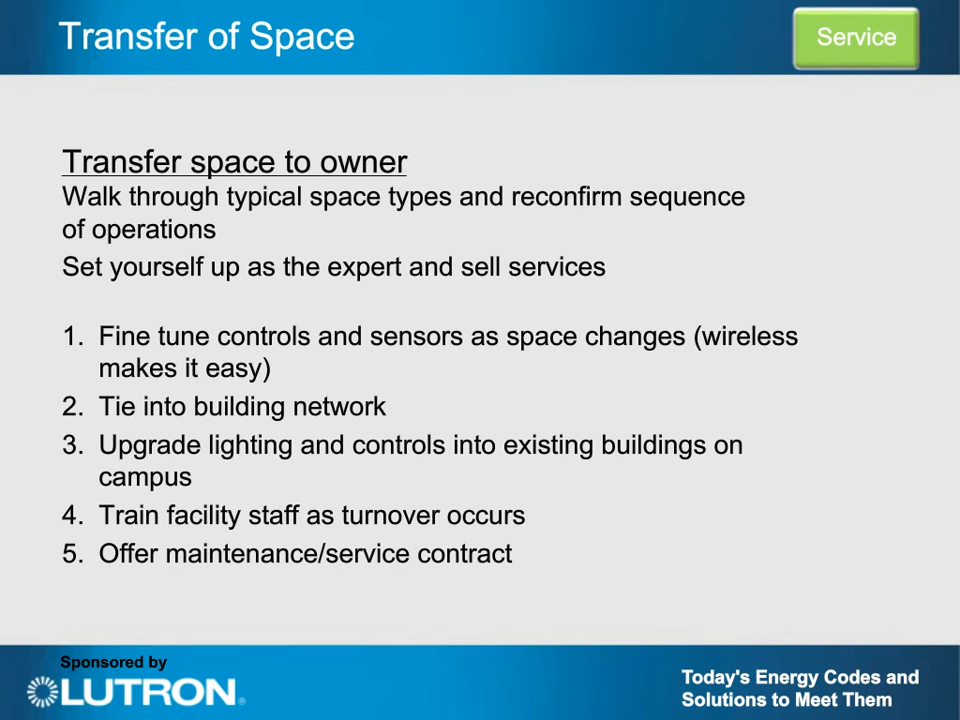 Transfer of Space
Service
Transfer space to owner
Walk through typical space types and reconfirm sequence
of operations
Set yourself up as the expert and sell services
1. Fine tune controls and sensors as space changes (wireless
makes it easy)
2. Tie into building network
3. Upgrade lighting and controls into existing buildings on
campus
4. Train facility staff as turnover occurs
5. Offer maintenance/service contract
Sponsored by
LUTRON®
Today's Energy Codes and
Solutions to Meet Them